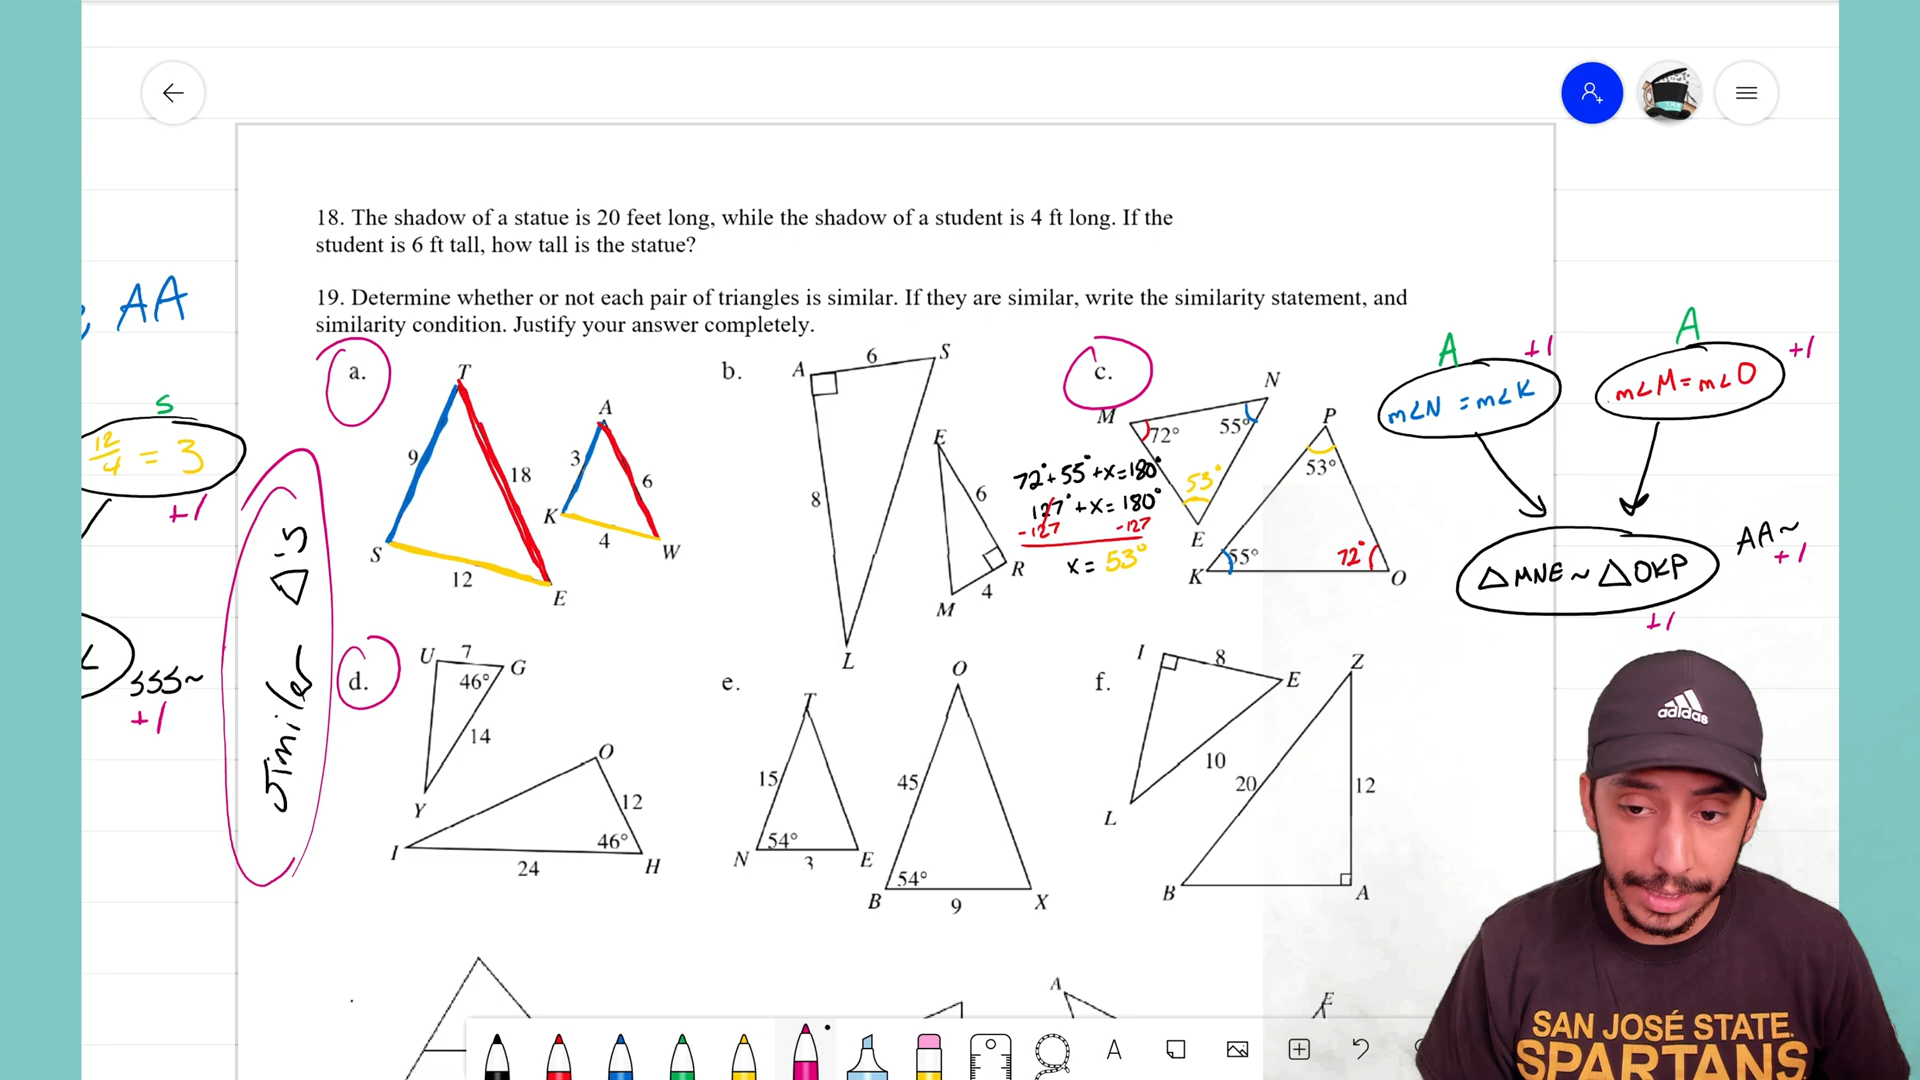 18. The shadow of a statue is 20 feet long, while the shadow of a student is 4 ft long. If the
student is 6 ft tall, how tall is the statue?
19. Determine whether or not each pair of triangles is similar. If they are similar, write the similarity statement, and
similarity condition. Justify your answer completely.
AA
S
12/4 = 3
+1
SSS~
+1
Similar Δ's
a.
T
9
18
S
12
E
A
3
6
K
4
W
b.
A
6
S
8
L
E
6
R
4
M
c.
M
N
72°
55°
53°
E
P
53°
K
55°
72°
O
72° + 55° + x = 180°
127° + x = 180°
-127 -127
x = 53°
A
+1
m∠N = m∠K
A
+1
m∠M = m∠O
△MNE ~ △OKP
AA~
+1
+1
d.
U
7
G
46°
14
Y
O
12
46°
I
24
H
e.
T
15
54°
N
3
E
O
45
54°
B
9
X
f.
I
8
E
10
L
Z
20
12
B
A
A
E
A
adidas
SAN JOSÉ STATE
SPARTANS